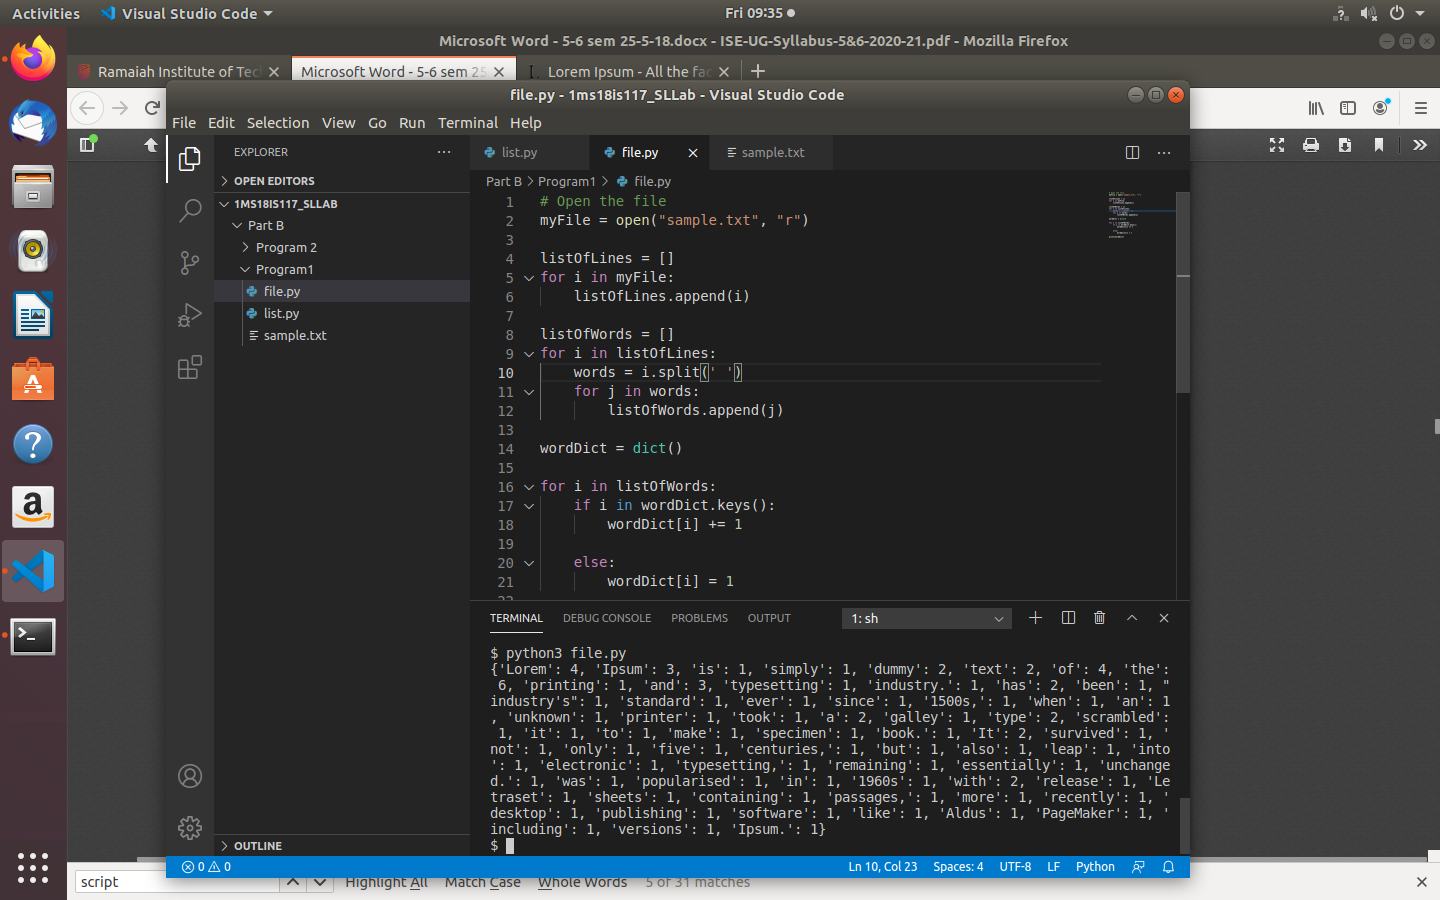 Activities
Visual Studio Code
Fri 09:35
Microsoft Word - 5-6 sem 25-5-18.docx - ISE-UG-Syllabus-5&6-2020-21.pdf - Mozilla Firefox
Ramaiah Institute of Tec
Microsoft Word - 5-6 sem 25
Lorem Ipsum - All the fac
file.py - 1ms18is117_SLLab - Visual Studio Code
File Edit Selection View Go Run Terminal Help
EXPLORER
OPEN EDITORS
1MS18IS117_SLLAB
Part B
Program 2
Program1
file.py
list.py
sample.txt
OUTLINE
list.py
file.py
sample.txt
Part B > Program1 > file.py
1 # Open the file
2 myFile = open("sample.txt", "r")
3
4 listOfLines = []
5 for i in myFile:
6     listOfLines.append(i)
7
8 listOfWords = []
9 for i in listOfLines:
10     words = i.split(' ')
11     for j in words:
12         listOfWords.append(j)
13
14 wordDict = dict()
15
16 for i in listOfWords:
17     if i in wordDict.keys():
18         wordDict[i] += 1
19
20     else:
21         wordDict[i] = 1
TERMINAL DEBUG CONSOLE PROBLEMS OUTPUT
1: sh
$ python3 file.py
{'Lorem': 4, 'Ipsum': 3, 'is': 1, 'simply': 1, 'dummy': 2, 'text': 2, 'of': 4, 'the':
 6, 'printing': 1, 'and': 3, 'typesetting': 1, 'industry.': 1, 'has': 2, 'been': 1, "
industry's": 1, 'standard': 1, 'ever': 1, 'since': 1, '1500s,': 1, 'when': 1, 'an': 1
, 'unknown': 1, 'printer': 1, 'took': 1, 'a': 2, 'galley': 1, 'type': 2, 'scrambled':
 1, 'it': 1, 'to': 1, 'make': 1, 'specimen': 1, 'book.': 1, 'It': 2, 'survived': 1, '
not': 1, 'only': 1, 'five': 1, 'centuries,': 1, 'but': 1, 'also': 1, 'leap': 1, 'into
': 1, 'electronic': 1, 'typesetting,': 1, 'remaining': 1, 'essentially': 1, 'unchange
d.': 1, 'was': 1, 'popularised': 1, 'in': 1, '1960s': 1, 'with': 2, 'release': 1, 'Le
traset': 1, 'sheets': 1, 'containing': 1, 'passages,': 1, 'more': 1, 'recently': 1, '
desktop': 1, 'publishing': 1, 'software': 1, 'like': 1, 'Aldus': 1, 'PageMaker': 1, '
including': 1, 'versions': 1, 'Ipsum.': 1}
$
0 0
Ln 10, Col 23 Spaces: 4 UTF-8 LF Python
script
Highlight All Match Case Whole Words 5 of 31 matches